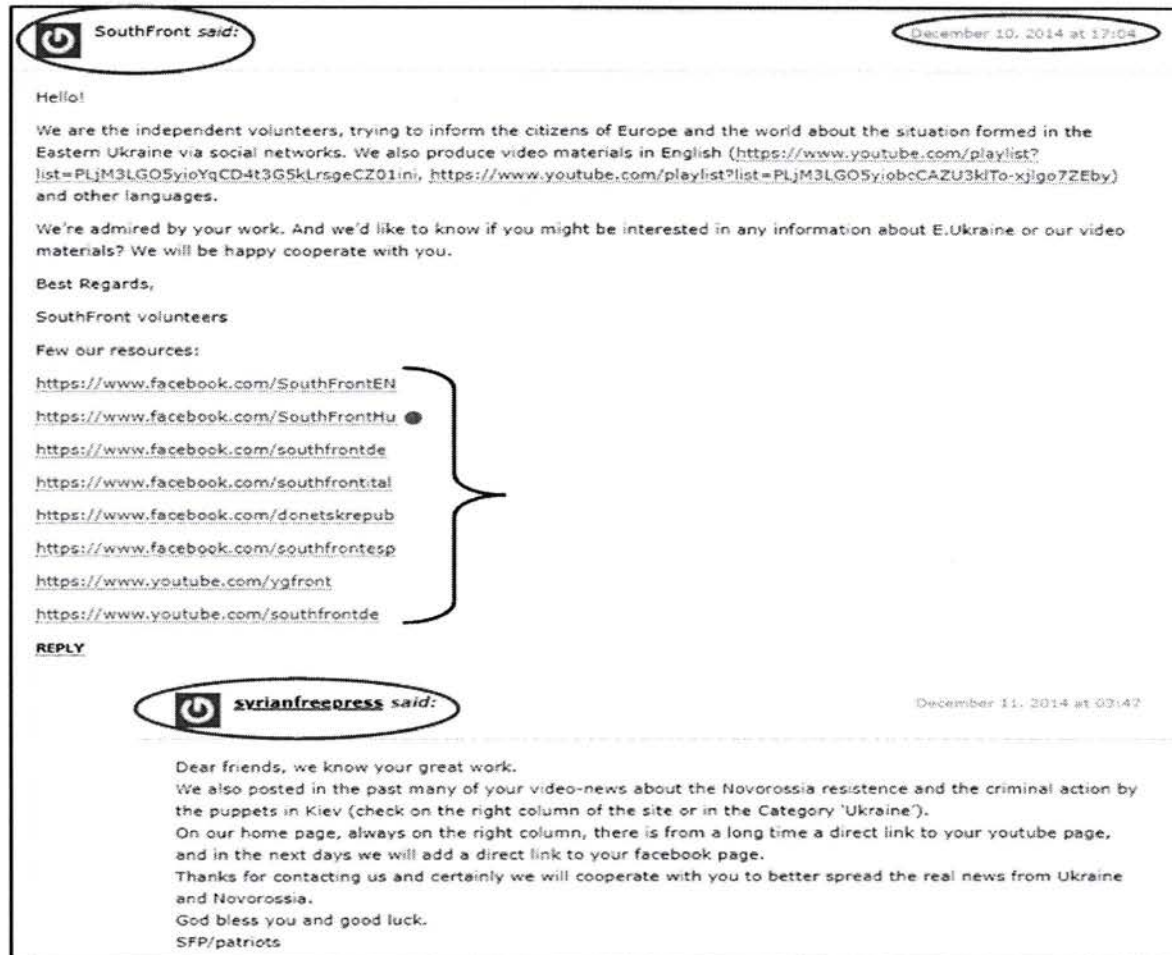 SouthFront said:
December 10, 2014 at 17:04
Hello!
We are the independent volunteers, trying to inform the citizens of Europe and the world about the situation formed in the
Eastern Ukraine via social networks. We also produce video materials in English (https://www.youtube.com/playlist?
list=PLjM3LGO5yioYqCD4t3G5kLrsgeCZ01ini, https://www.youtube.com/playlist?list=PLjM3LGO5yiobcCAZU3klTo-xjlgo7ZEby)
and other languages.
We're admired by your work. And we'd like to know if you might be interested in any information about E.Ukraine or our video
materials? We will be happy cooperate with you.
Best Regards,
SouthFront volunteers
Few our resources:
https://www.facebook.com/SouthFrontEN
https://www.facebook.com/SouthFrontHu
https://www.facebook.com/southfrontde
https://www.facebook.com/southfrontital
https://www.facebook.com/donetskrepub
https://www.facebook.com/southfrontesp
https://www.youtube.com/ygfront
https://www.youtube.com/southfrontde
REPLY
syrianfreepress said:
December 11, 2014 at 03:47
Dear friends, we know your great work.
We also posted in the past many of your video-news about the Novorossia resistence and the criminal action by
the puppets in Kiev (check on the right column of the site or in the Category 'Ukraine').
On our home page, always on the right column, there is from a long time a direct link to your youtube page,
and in the next days we will add a direct link to your facebook page.
Thanks for contacting us and certainly we will cooperate with you to better spread the real news from Ukraine
and Novorossia.
God bless you and good luck.
SFP/patriots